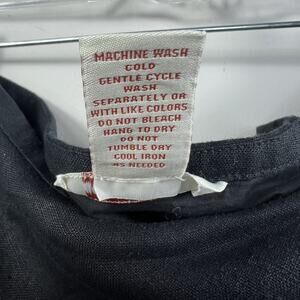 MACHINE WASH
COLD
GENTLE CYCLE
WASH
SEPARATELY OR
WITH LIKE COLORS
DO NOT BLEACH
HANG TO DRY
DO NOT
TUMBLE DRY
COOL IRON
AS NEEDED